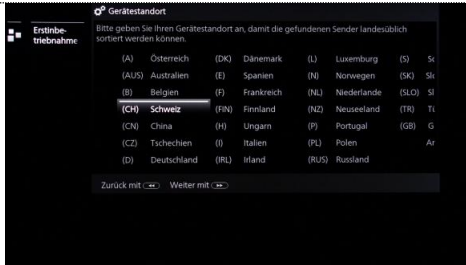 Gerätestandort
Erstinbe-
triebnahme
Bitte geben Sie Ihren Gerätestandort an, damit die gefundenen Sender landesüblich
sortiert werden können.
(A) Österreich (DK) Dänemark (L) Luxemburg (S)
(AUS) Australien (E) Spanien (N) Norwegen (SK)
(B) Belgien (F) Frankreich (NL) Niederlande (SLO)
(CH) Schweiz (FIN) Finnland (NZ) Neuseeland (TR)
(CN) China (H) Ungarn (P) Portugal (GB)
(CZ) Tschechien (I) Italien (PL) Polen
(D) Deutschland (IRL) Irland (RUS) Russland
Zurück mit Weiter mit